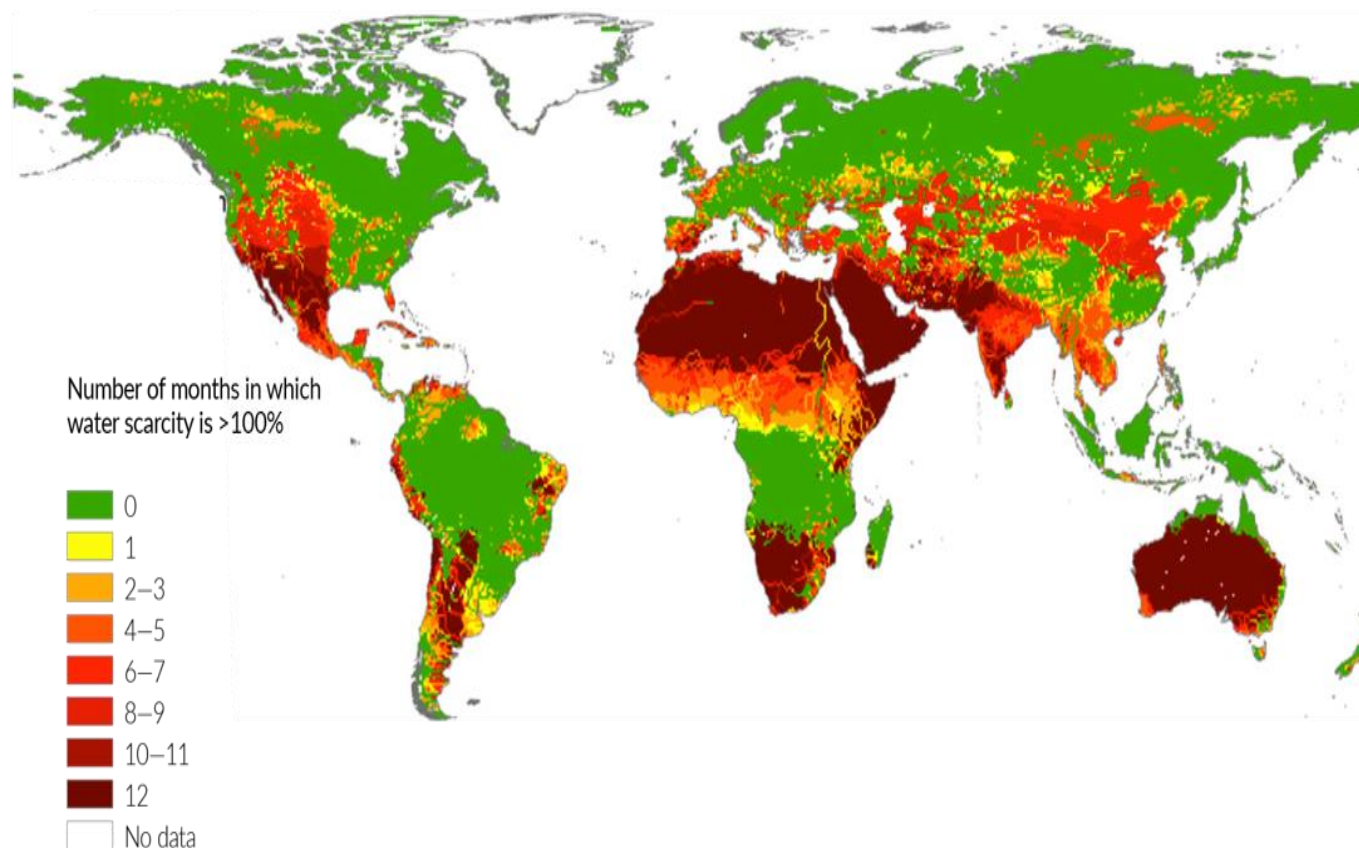 Number of months in which
water scarcity is >100%
0
1
2–3
4–5
6–7
8–9
10–11
12
No data